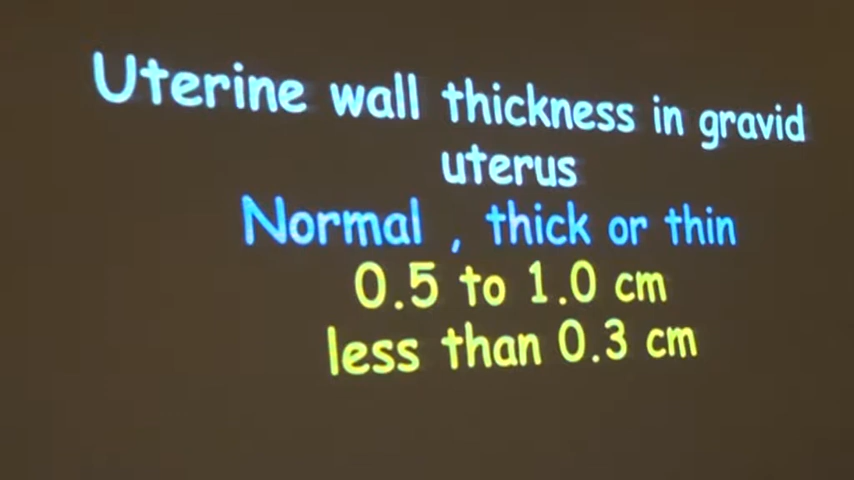 Uterine wall thickness in gravid
uterus
Normal , thick or thin
0.5 to 1.0 cm
less than 0.3 cm